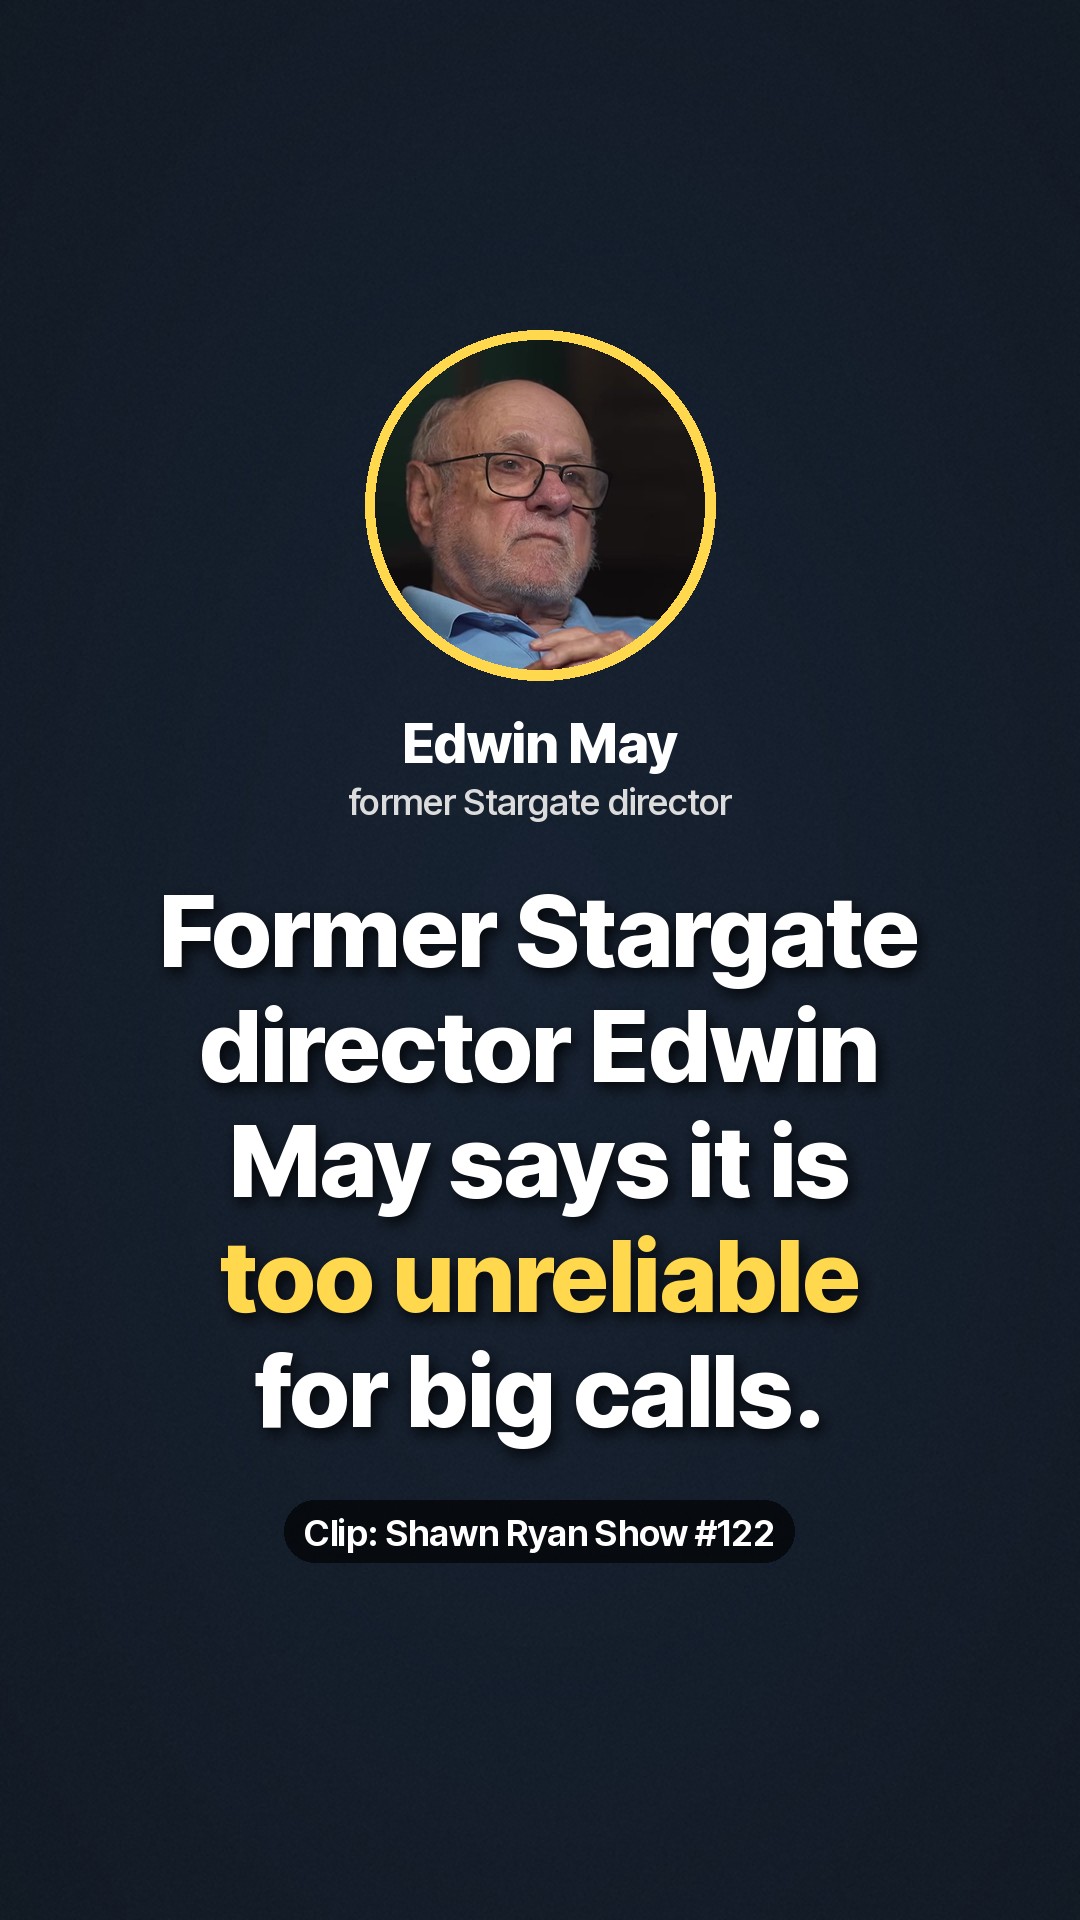 Edwin May
former Stargate director
Former Stargate
director Edwin
May says it is
too unreliable
for big calls.
Clip: Shawn Ryan Show #122